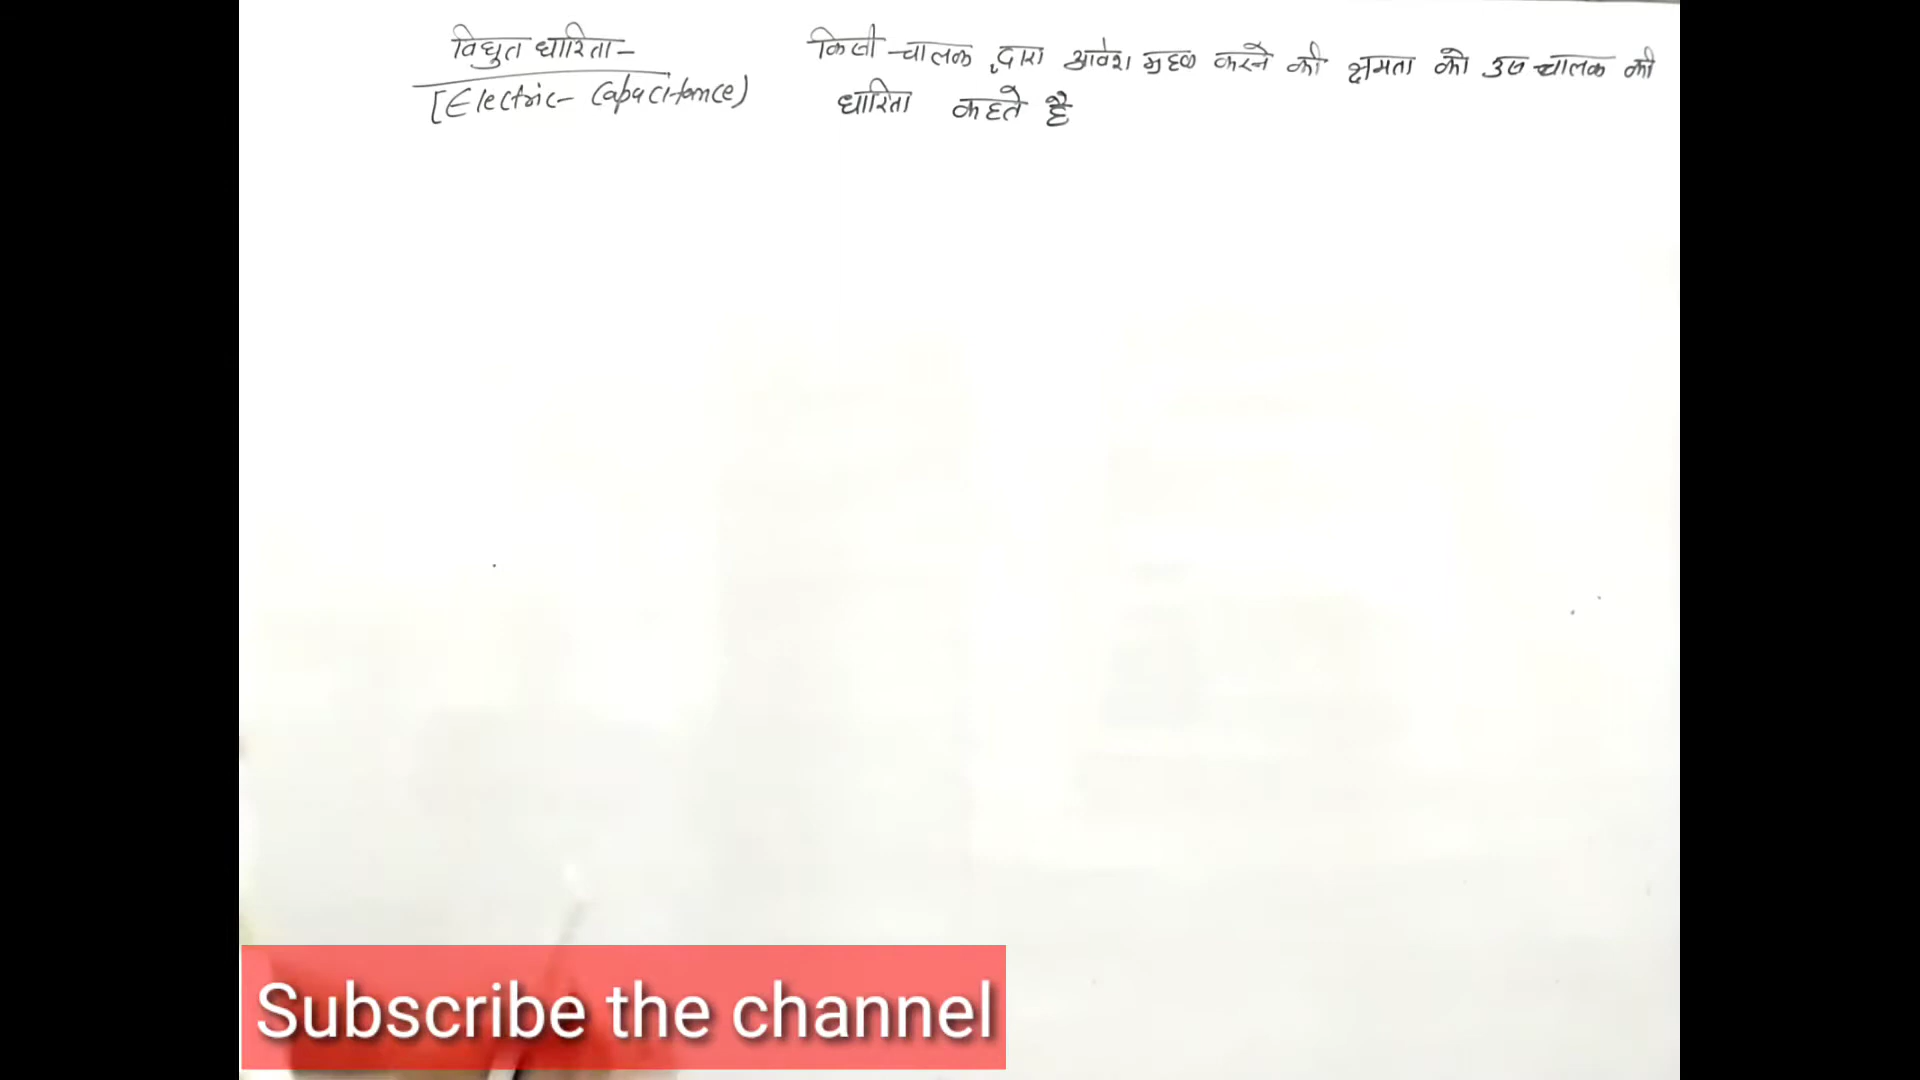 विधुत धारिता -
[Electric- Capacitance)
किसी चालक द्वारा आवेश ग्रहण करने की क्षमता को उस चालक की
धारिता कहते है
Subscribe the channel